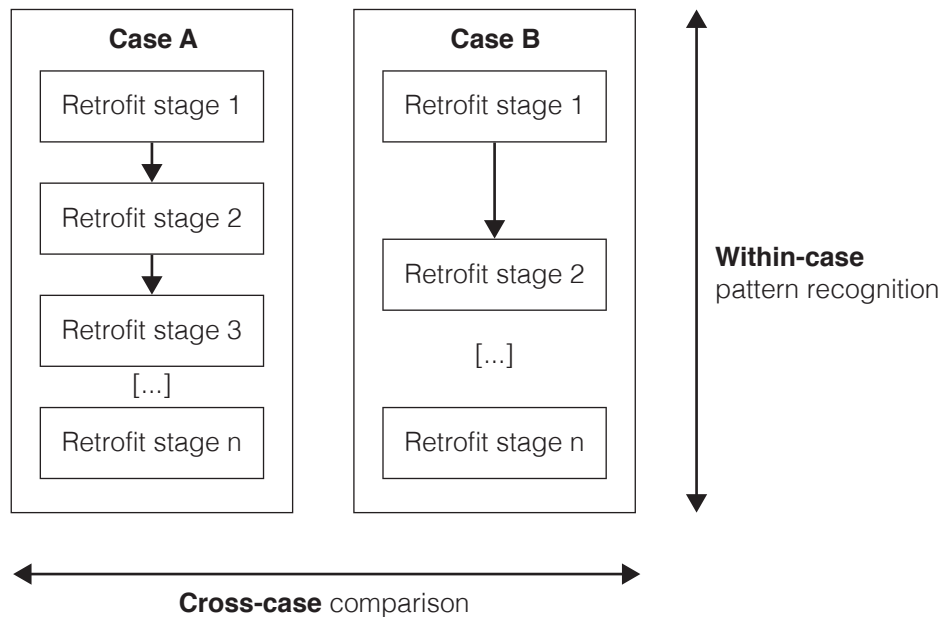 Case A
Retrofit stage 1
Retrofit stage 2
Retrofit stage 3
[...]
Retrofit stage n
Case B
Retrofit stage 1
Retrofit stage 2
[...]
Retrofit stage n
Within-case
pattern recognition
Cross-case comparison